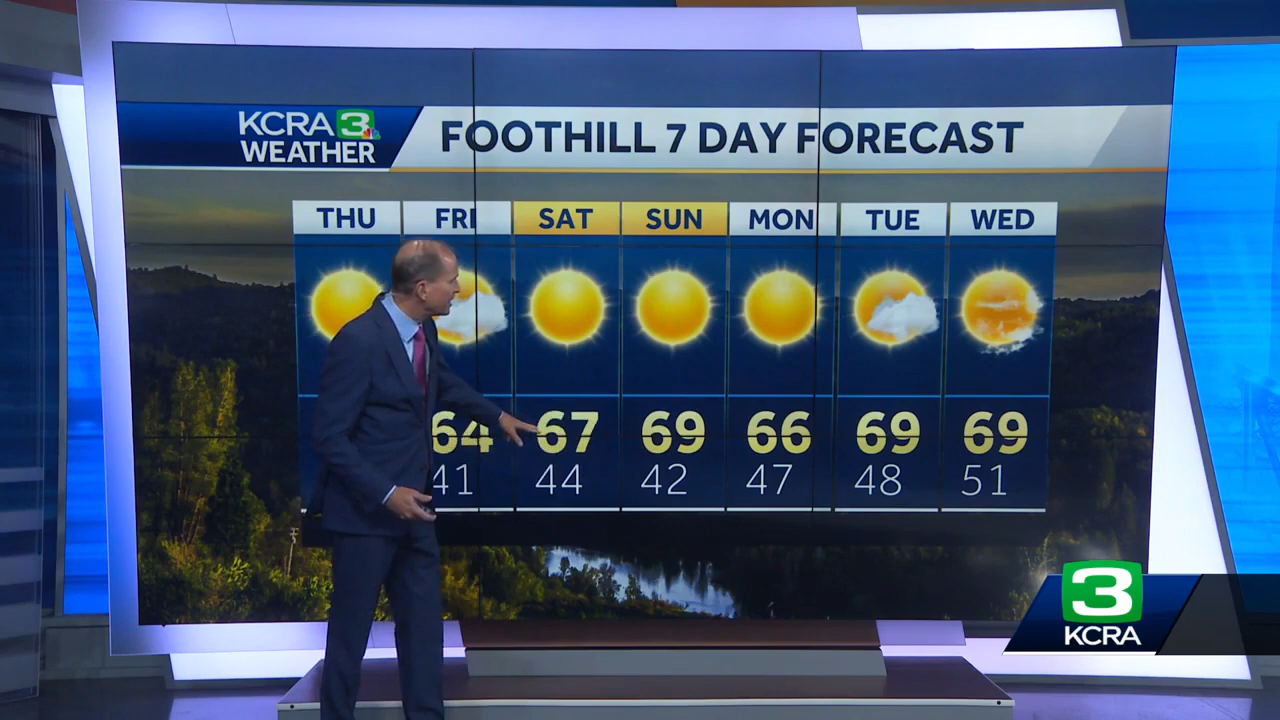 KCRA 3
WEATHER
FOOTHILL 7 DAY FORECAST
THU FRI SAT SUN MON TUE WED
64 67 69 66 69 69
41 44 42 47 48 51
3
KCRA